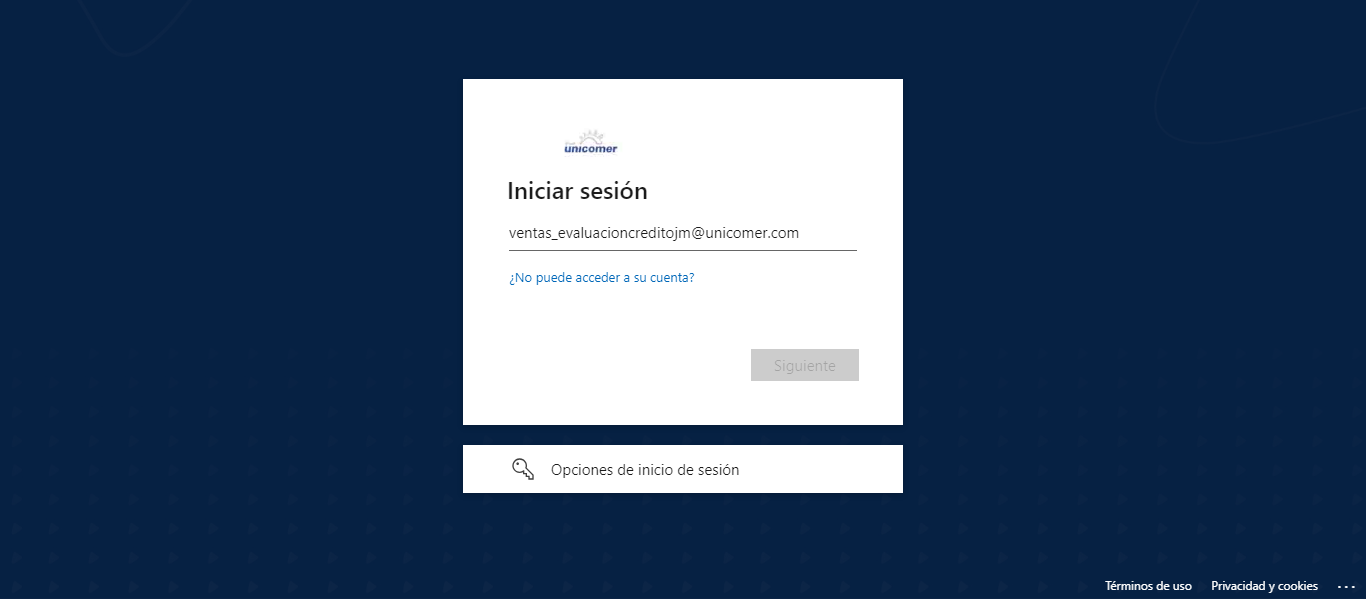 unicomer
Iniciar sesión
ventas_evaluacioncreditojm@unicomer.com
¿No puede acceder a su cuenta?
Siguiente
Opciones de inicio de sesión
Términos de uso Privacidad y cookies ...